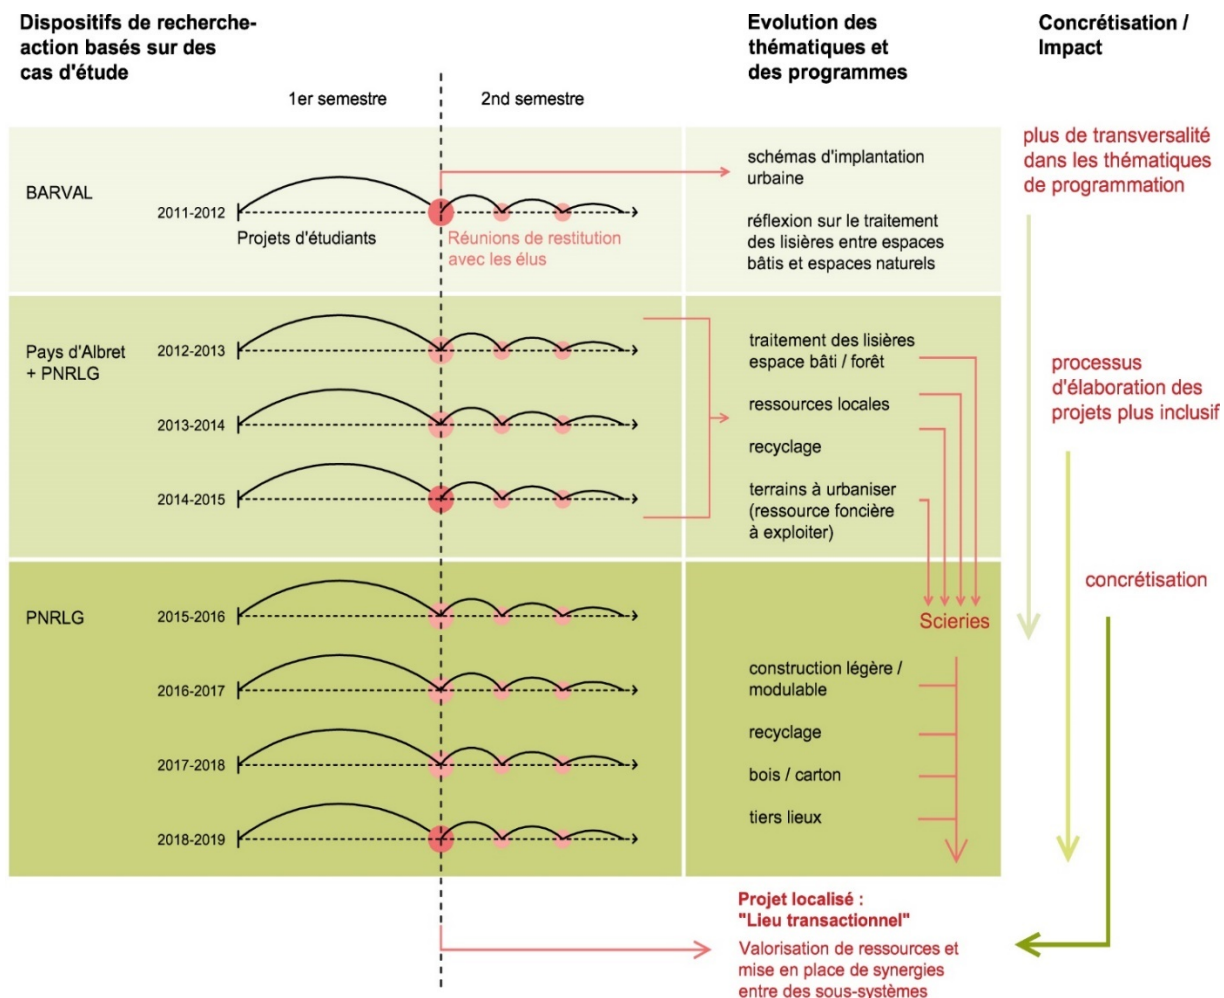 Dispositifs de recherche-
action basés sur des
cas d'étude
Evolution des
thématiques et
des programmes
Concrétisation /
Impact
1er semestre
2nd semestre
BARVAL
2011-2012
Projets d'étudiants
Réunions de restitution
avec les élus
schémas d'implantation
urbaine
réflexion sur le traitement
des lisières entre espaces
bâtis et espaces naturels
plus de transversalité
dans les thématiques
de programmation
Pays d'Albret
+ PNRLG
2012-2013
2013-2014
2014-2015
traitement des lisières
espace bâti / forêt
ressources locales
recyclage
terrains à urbaniser
(ressource foncière
à exploiter)
processus
d'élaboration des
projets plus inclusif
PNRLG
2015-2016
2016-2017
2017-2018
2018-2019
Scieries
construction légère /
modulable
recyclage
bois / carton
tiers lieux
concrétisation
Projet localisé :
"Lieu transactionnel"
Valorisation de ressources et
mise en place de synergies
entre des sous-systèmes